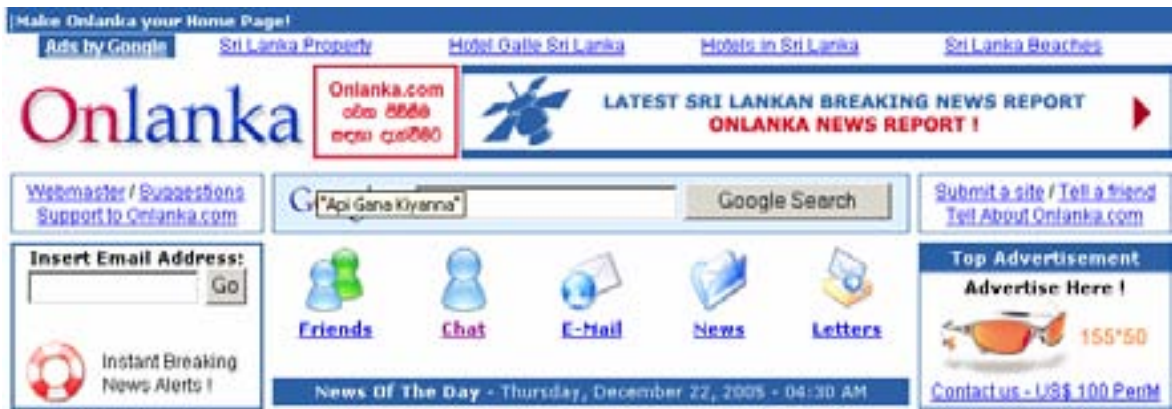 Make Onlanka your Home Page!
Ads by Google Sri Lanka Property Hotel Galle Sri Lanka Hotels in Sri Lanka Sri Lanka Beaches
Onlanka
Onlanka.com
LATEST SRI LANKAN BREAKING NEWS REPORT
ONLANKA NEWS REPORT !
Webmaster / Suggestions
Support to Onlanka.com
"Api Gana Kiyanna"
Google Search
Submit a site / Tell a friend
Tell About Onlanka.com
Insert Email Address:
Go
Instant Breaking
News Alerts !
Friends Chat E-Mail News Letters
News Of The Day - Thursday, December 22, 2005 - 04:30 AM
Top Advertisement
Advertise Here !
155*50
Contact us - US$ 100 Per/M